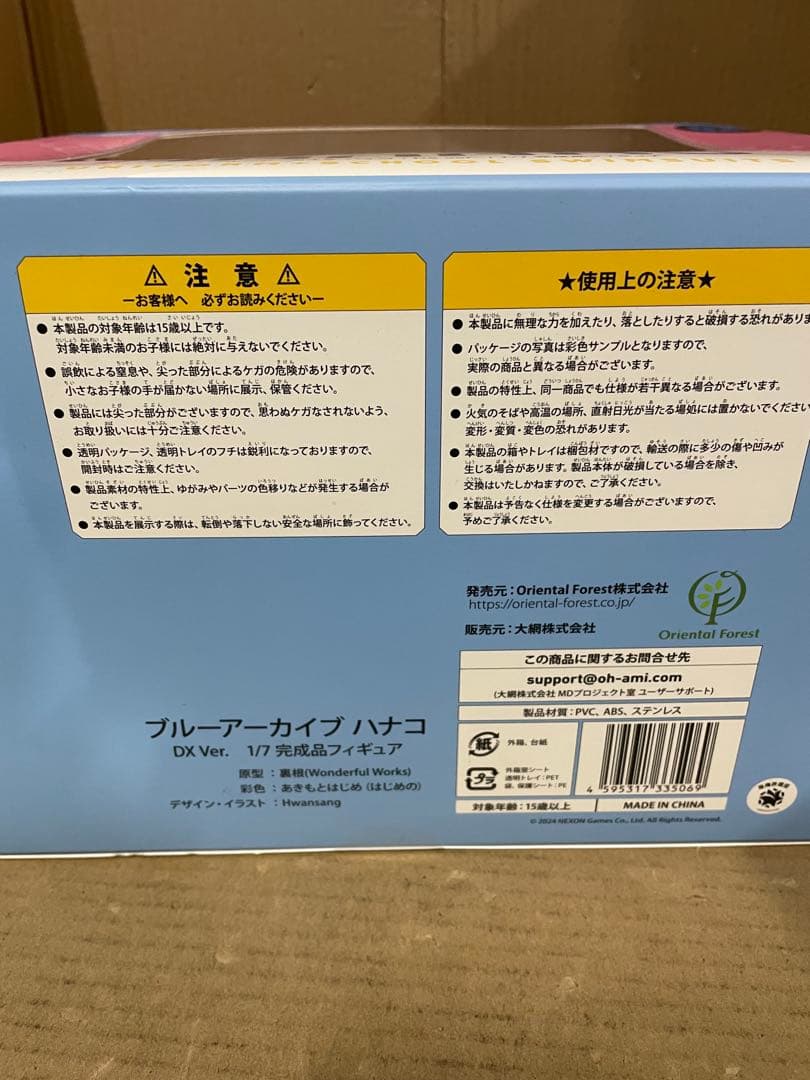 SCHOOL SWIMSUITS
⚠ 注 意 ⚠
ーお客様へ 必ずお読みくださいー
● 本製品の対象年齢は15歳以上です。
対象年齢未満のお子様には絶対に与えないでください。
● 誤飲による窒息や、尖った部分によるケガの危険がありますので、
小さなお子様の手が届かない場所に展示、保管ください。
● 製品には尖った部分がございますので、思わぬケガなされないよう、
お取り扱いには十分ご注意ください。
● 透明パッケージ、透明トレイのフチは鋭利になっておりますので、
開封時はご注意ください。
● 製品素材の特性上、ゆがみやパーツの色移りなどが発生する場合が
ございます。
● 本製品を展示する際は、転倒や落下しない安全な場所に飾ってください。
★使用上の注意★
● 本製品に無理な力を加えたり、落としたりすると破損する恐れがありま
● パッケージの写真は彩色サンプルとなりますので、
実際の商品と異なる場合がございます。
● 製品の特性上、同一商品でも仕様が若干異なる場合がございます。
● 火気のそばや高温の場所、直射日光が当たる場処には置かないでくださ
変形・変質・変色の恐れがあります。
● 本製品の箱やトレイは梱包材ですので、輸送の際に多少の傷や凹みが
生じる場合があります。製品本体が破損している場合を除き、
交換はいたしかねますので、ご了承ください。
● 本製品は予告なく仕様を変更する場合がございますので、
予めご了承ください。
発売元：Oriental Forest株式会社
https://oriental-forest.co.jp/
販売元：大網株式会社
Oriental Forest
この商品に関するお問合せ先
support@oh-ami.com
(大網株式会社 MDプロジェクト室 ユーザーサポート)
製品材質：PVC、ABS、ステンレス
紙 外箱、台紙
プラ 外箱窓シート
透明トレイ：PET
袋、保護シート：PE
4 595317 335069
対象年齢：15歳以上
MADE IN CHINA
© 2024 NEXON Games Co., Ltd. All Rights Reserved.
ブルーアーカイブ ハナコ
DX Ver. 1/7 完成品フィギュア
原型：裏根(Wonderful Works)
彩色：あきもとはじめ (はじめの)
デザイン・イラスト：Hwansang